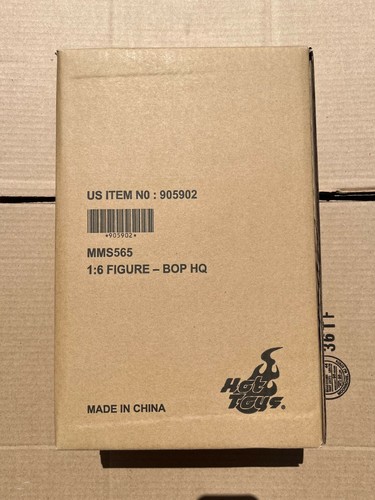 US ITEM N0 : 905902
*905902*
MMS565
1:6 FIGURE – BOP HQ
Hot
Toys.
MADE IN CHINA